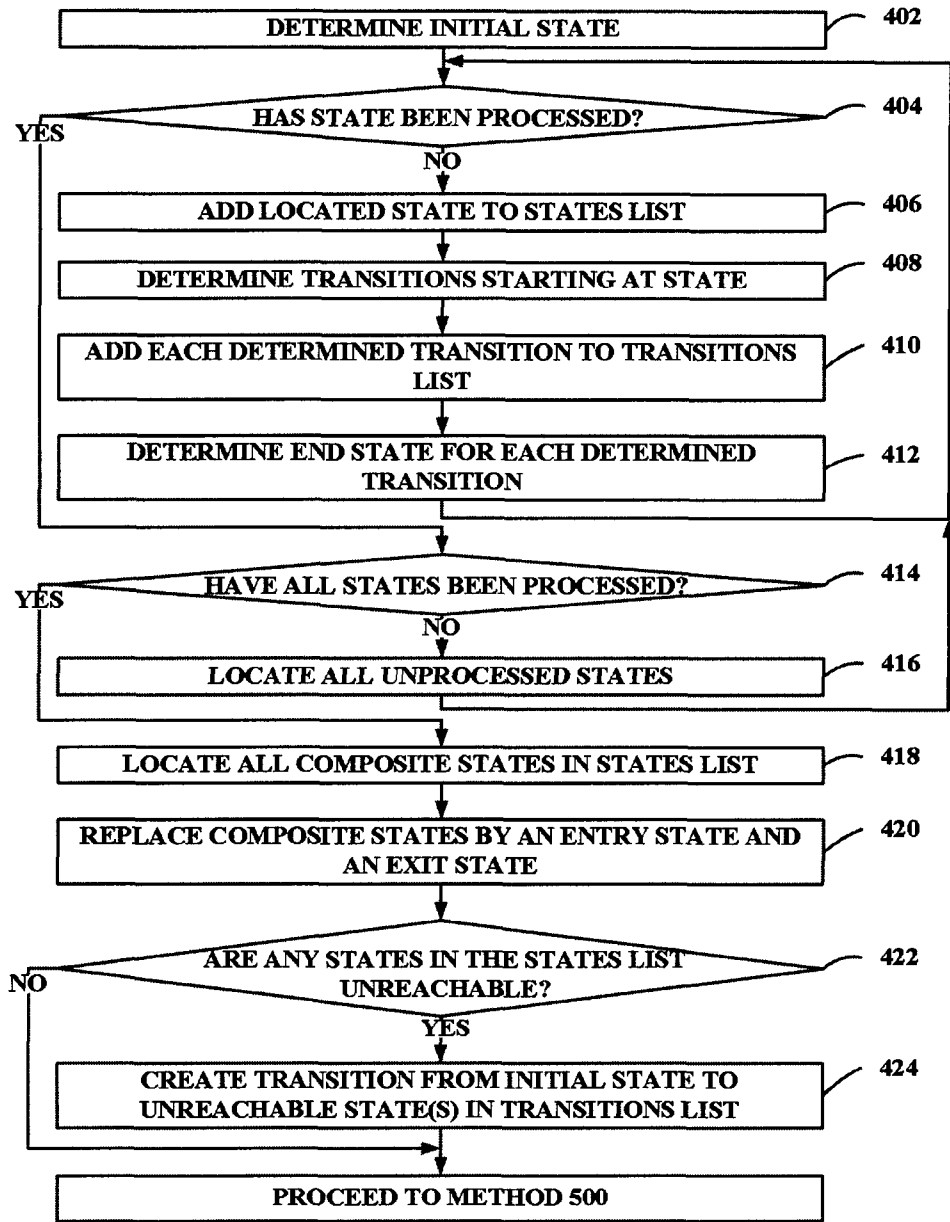 DETERMINE INITIAL STATE
402
HAS STATE BEEN PROCESSED?
404
YES
NO
ADD LOCATED STATE TO STATES LIST
406
DETERMINE TRANSITIONS STARTING AT STATE
408
ADD EACH DETERMINED TRANSITION TO TRANSITIONS
LIST
410
DETERMINE END STATE FOR EACH DETERMINED
TRANSITION
412
HAVE ALL STATES BEEN PROCESSED?
414
YES
NO
LOCATE ALL UNPROCESSED STATES
416
LOCATE ALL COMPOSITE STATES IN STATES LIST
418
REPLACE COMPOSITE STATES BY AN ENTRY STATE AND
AN EXIT STATE
420
ARE ANY STATES IN THE STATES LIST
UNREACHABLE?
422
NO
YES
CREATE TRANSITION FROM INITIAL STATE TO
UNREACHABLE STATE(S) IN TRANSITIONS LIST
424
PROCEED TO METHOD 500